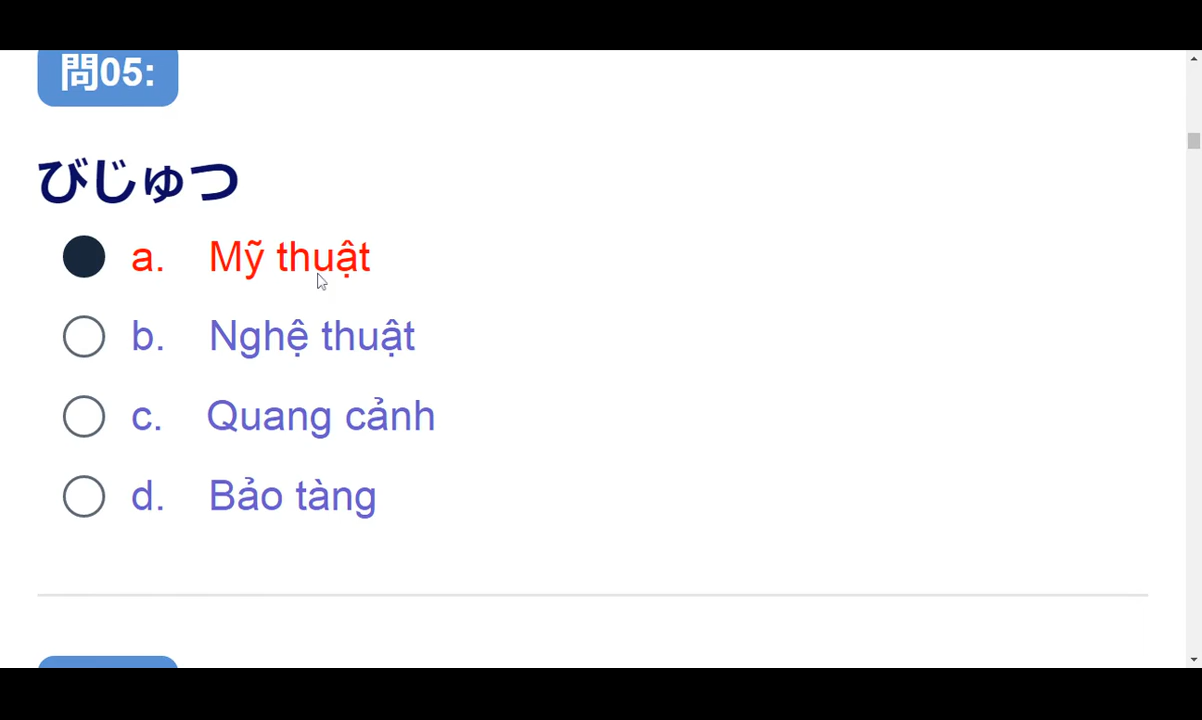 問05:
びじゅつ
a. Mỹ thuật
b. Nghệ thuật
c. Quang cảnh
d. Bảo tàng